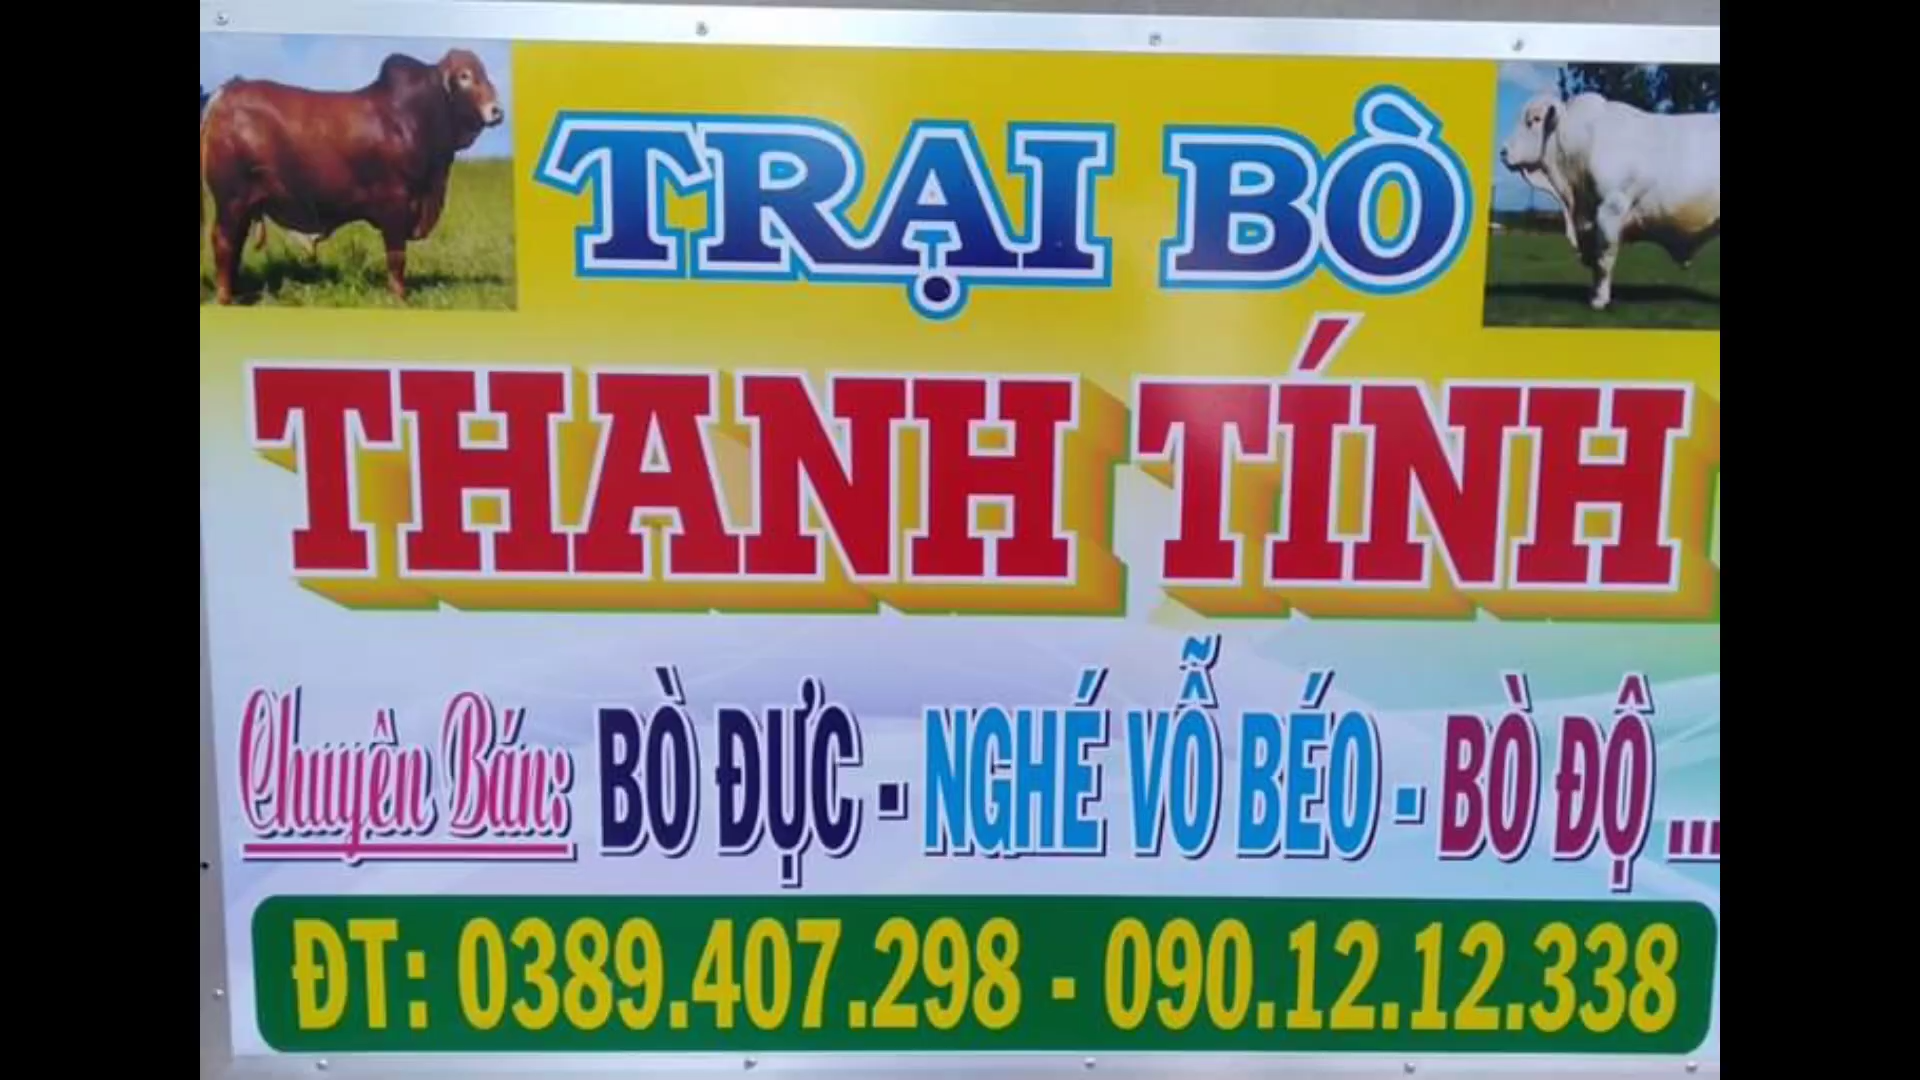 TRẠI BÒ
THANH TÍNH
Chuyên Bán: BÒ ĐỰC - NGHÉ VỖ BÉO - BÒ ĐỘ ...
ĐT: 0389.407.298 - 090.12.12.338